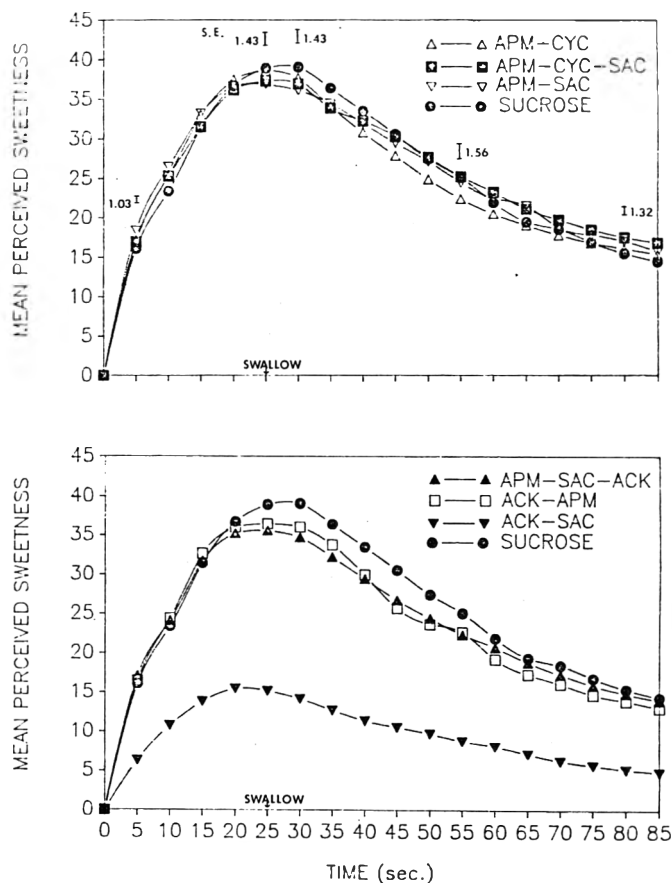 S.E. 1.43 1.43
APM-CYC
APM-CYC-SAC
APM-SAC
SUCROSE
1.03
1.56
1.32
45
40
35
30
25
20
15
10
5
0
MEAN PERCEIVED SWEETNESS
SWALLOW
APM-SAC-ACK
ACK-APM
ACK-SAC
SUCROSE
45
40
35
30
25
20
15
10
5
0
MEAN PERCEIVED SWEETNESS
SWALLOW
0 5 10 15 20 25 30 35 40 45 50 55 60 65 70 75 80 85
TIME (sec.)